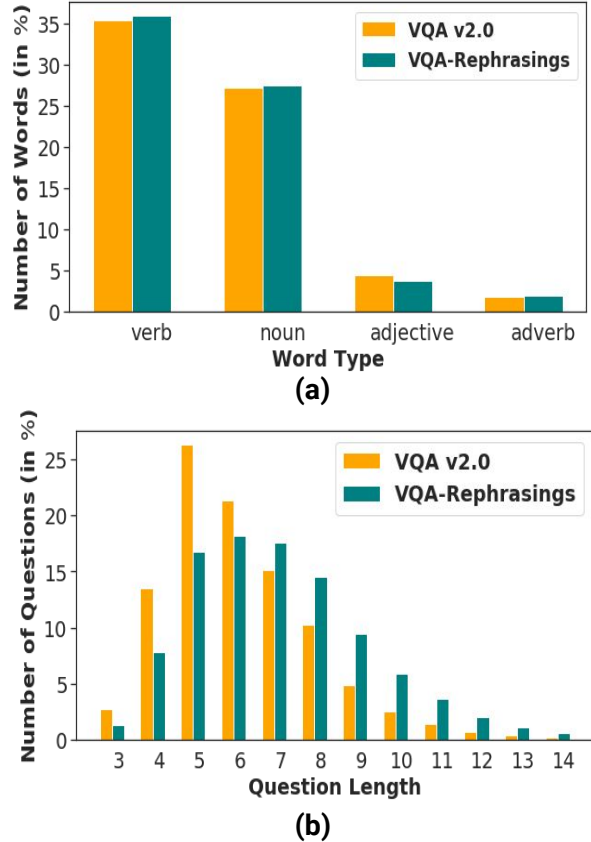 Number of Words (in %)
35
30
25
20
15
10
5
0
VQA v2.0
VQA-Rephrasings
verb noun adjective adverb
Word Type
(a)
Number of Questions (in %)
25
20
15
10
5
0
VQA v2.0
VQA-Rephrasings
3 4 5 6 7 8 9 10 11 12 13 14
Question Length
(b)